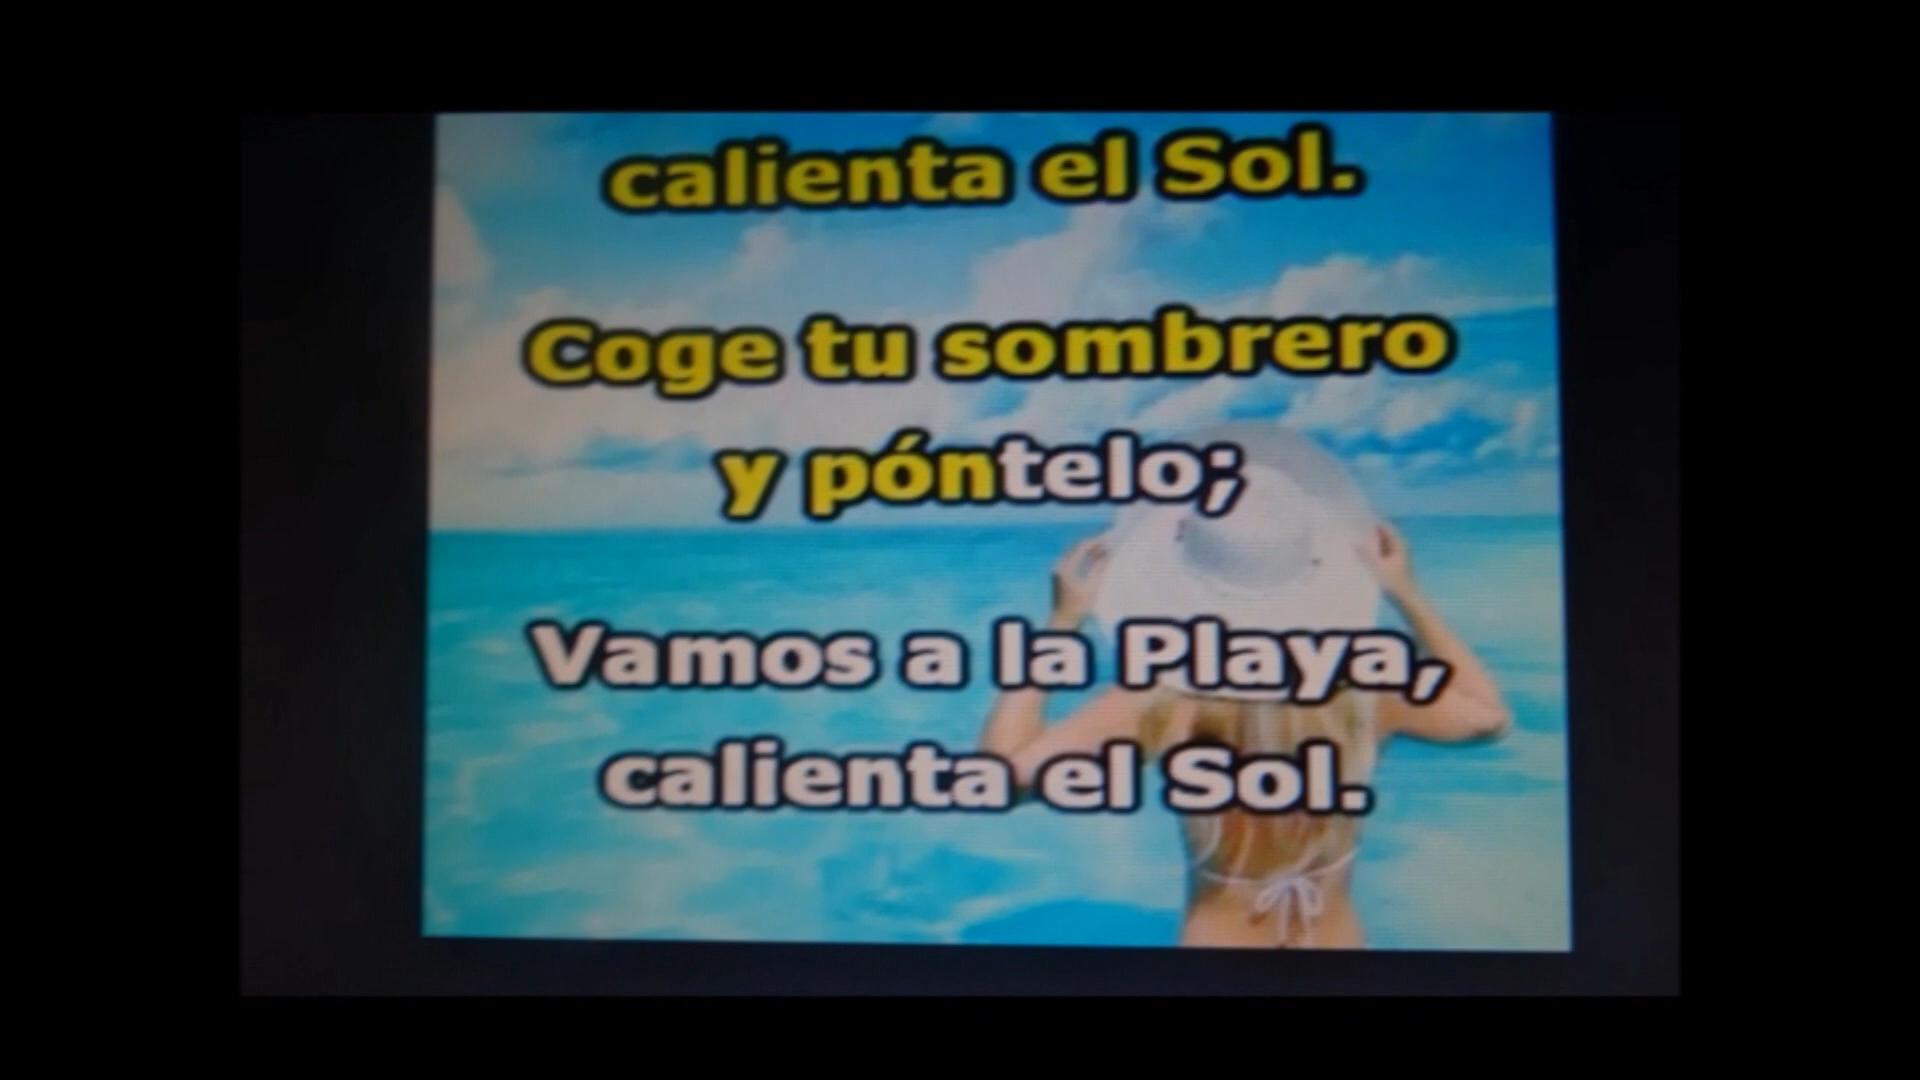 calienta el Sol.
Coge tu sombrero
y póntelo;
Vamos a la Playa,
calienta el Sol.